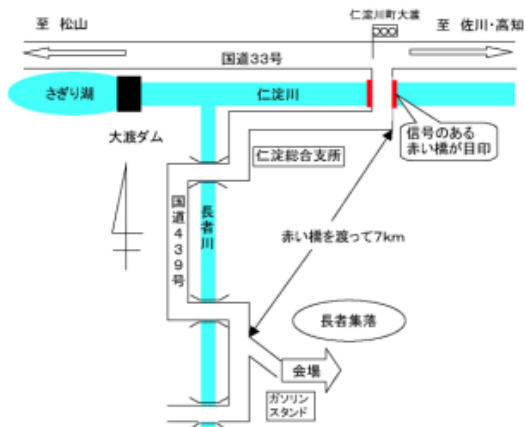 仁淀川町大渡
至 松山
至 佐川・高知
国道33号
さぎり湖
仁淀川
大渡ダム
信号のある
赤い橋が目印
仁淀総合支所
国道439号
長者川
赤い橋を渡って7km
長者集落
会場
ガソリン
スタンド